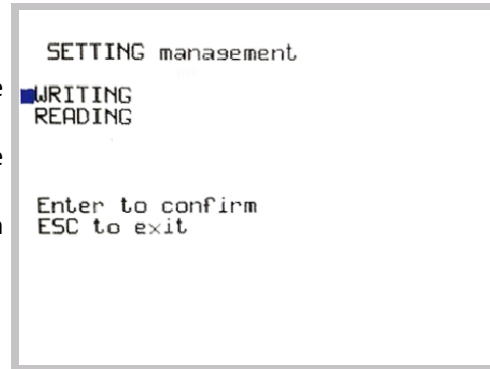 SETTING management
WRITING
READING
Enter to confirm
ESC to exit